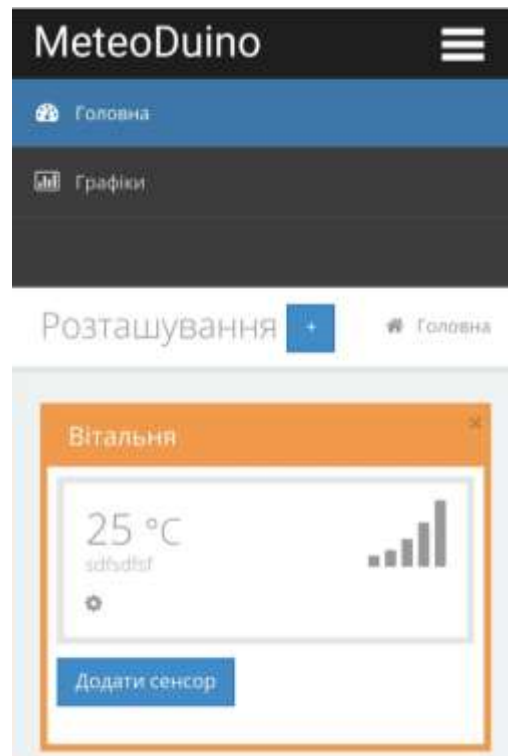 MeteoDuino
Головна
Графіки
Розташування +
Головна
Вітальня
×
25 °C
sdfsdfsf
Додати сенсор